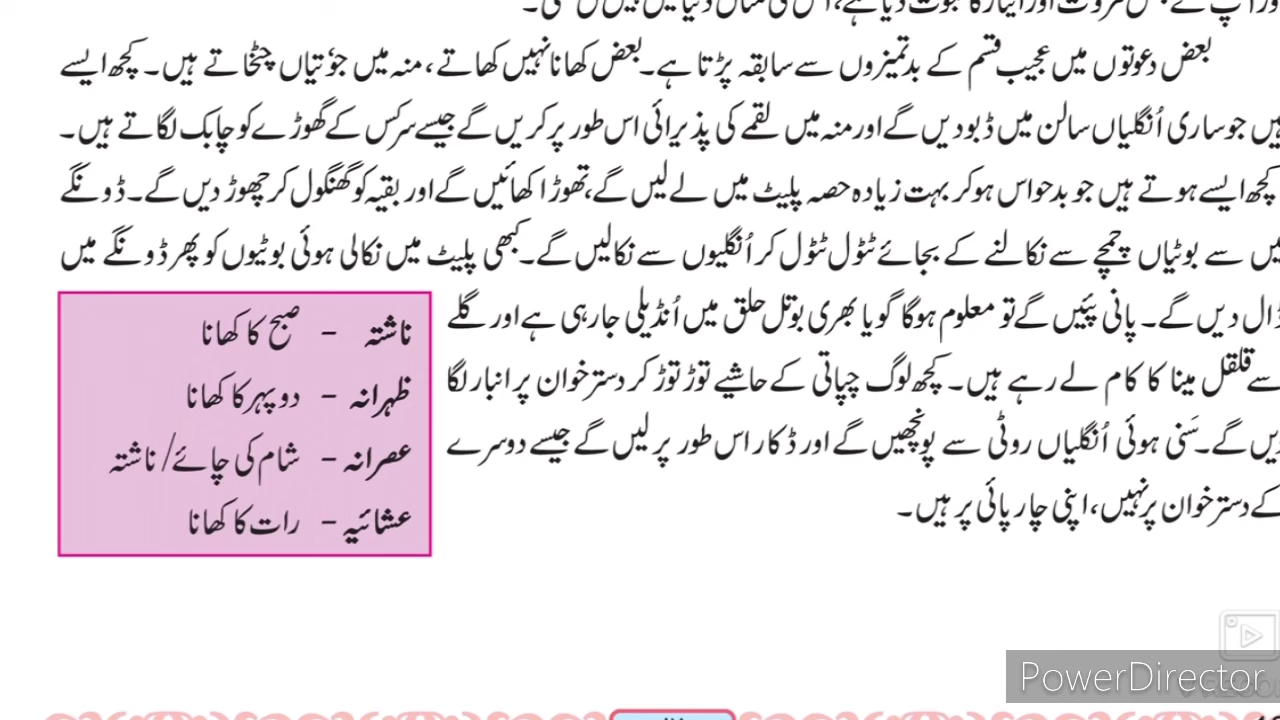 بعض دعوتوں میں عجیب قسم کے بدتمیزوں سے سابقہ پڑتا ہے۔ بعض کھانا نہیں کھاتے، منہ میں جوٗتیاں چٹخاتے ہیں۔ کچھ ایسے
ہیں جو ساری اُنگلیاں سالن میں ڈبو دیں گے اور منہ میں لقمے کی پذیرائی اس طور پر کریں گے جیسے سرکس کے گھوڑے کو چابک لگاتے ہیں۔
کچھ ایسے ہوتے ہیں جو بدحواس ہوکر بہت زیادہ حصہ پلیٹ میں لے لیں گے، تھوڑا کھائیں گے اور بقیہ کو گھنگول کر چھوڑ دیں گے۔ ڈونگے
میں سے بوٹیاں چمچے سے نکالنے کے بجائے ٹٹول ٹٹول کر اُنگلیوں سے نکالیں گے۔ کبھی پلیٹ میں نکالی ہوئی بوٹیوں کو پھر ڈونگے میں
ڈال دیں گے۔ پانی پئیں گے تو معلوم ہوگا گویا بھری بوتل حلق میں اُنڈیلی جارہی ہے اور گلے
سے قلقل مینا کا کام لے رہے ہیں۔ کچھ لوگ چپاتی کے حاشیے توڑ توڑ کر دسترخوان پر انبار لگا
دیں گے۔ سَنی ہوئی اُنگلیاں روٹی سے پونچھیں گے اور ڈکار اس طور پر لیں گے جیسے دوسرے
کے دسترخوان پر نہیں، اپنی چارپائی پر ہیں۔
ناشتہ - صبح کا کھانا
ظہرانہ - دوپہر کا کھانا
عصرانہ - شام کی چائے/ ناشتہ
عشائیہ - رات کا کھانا
PowerDirector